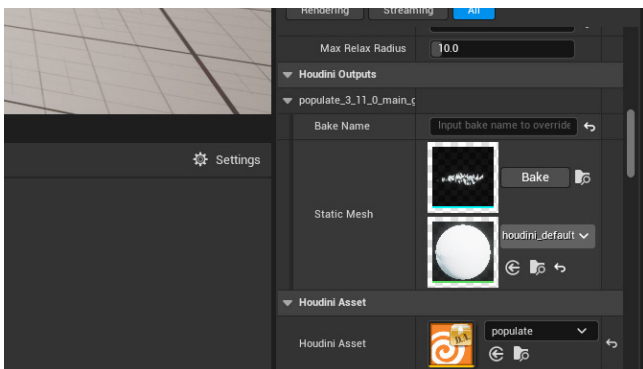 Rendering
Streaming
All
Max Relax Radius
10.0
Houdini Outputs
populate_3_11_0_main_g
Bake Name
Input bake name to override
Settings
Bake
Static Mesh
houdini_default
Houdini Asset
Houdini Asset
populate